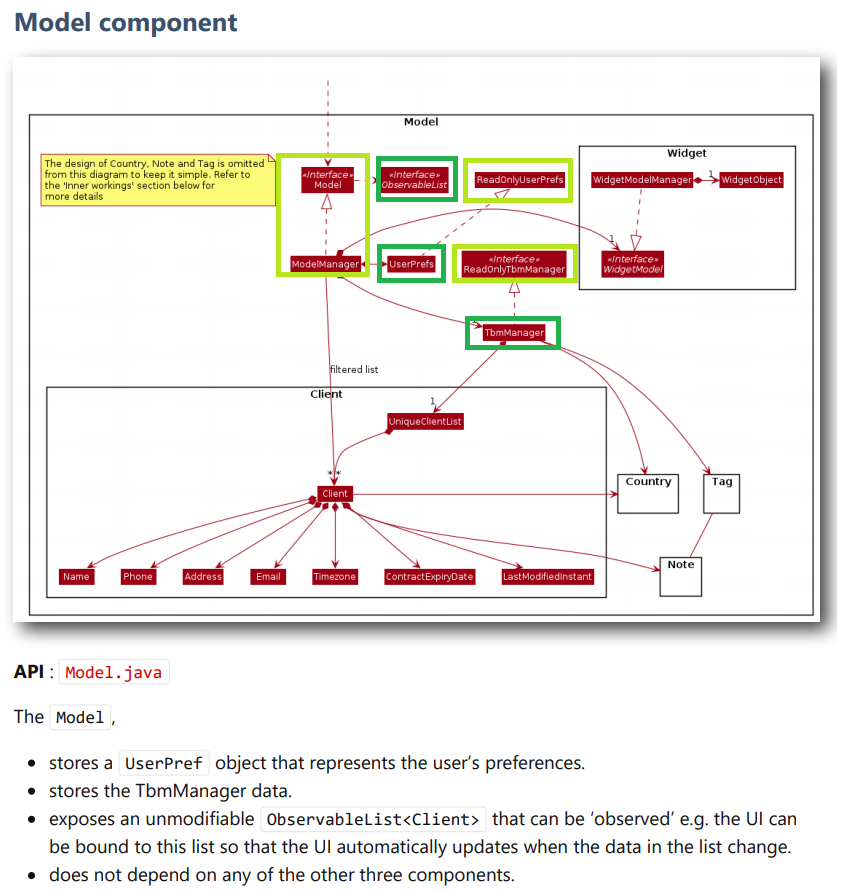 Model component
Model
The design of Country, Note and Tag is omitted
from this diagram to keep it simple. Refer to
the 'Inner workings' section below for
more details
«Interface»
Model
«Interface»
ObservableList
ReadOnlyUserPrefs
Widget
WidgetModelManager
1
WidgetObject
ModelManager
UserPrefs
«Interface»
ReadOnlyTbmManager
1
«Interface»
WidgetModel
TbmManager
filtered list
Client
1
UniqueClientList
**
Client
Country
Tag
Name
Phone
Address
Email
Timezone
ContractExpiryDate
LastModifiedInstant
Note
API : Model.java
The Model,
stores a UserPref object that represents the user’s preferences.
stores the TbmManager data.
exposes an unmodifiable ObservableList<Client> that can be ‘observed’ e.g. the UI can
be bound to this list so that the UI automatically updates when the data in the list change.
does not depend on any of the other three components.